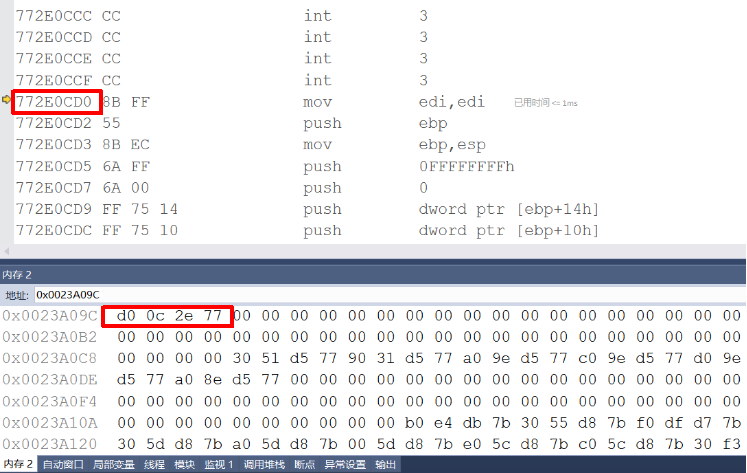 772E0CCC CC int 3
772E0CCD CC int 3
772E0CCE CC int 3
772E0CCF CC int 3
772E0CD0 8B FF mov edi,edi 已用时间 <= 1ms
772E0CD2 55 push ebp
772E0CD3 8B EC mov ebp,esp
772E0CD5 6A FF push 0FFFFFFFFh
772E0CD7 6A 00 push 0
772E0CD9 FF 75 14 push dword ptr [ebp+14h]
772E0CDC FF 75 10 push dword ptr [ebp+10h]
内存 2
地址: 0x0023A09C
0x0023A09C d0 0c 2e 77 00 00 00 00 00 00 00 00 00 00 00 00 00 00 00 00 00 00
0x0023A0B2 00 00 00 00 00 00 00 00 00 00 00 00 00 00 00 00 00 00 00 00 00 00
0x0023A0C8 00 00 00 00 30 51 d5 77 90 31 d5 77 a0 9e d5 77 c0 9e d5 77 d0 9e
0x0023A0DE d5 77 a0 8e d5 77 00 00 00 00 00 00 00 00 00 00 00 00 00 00 00 00
0x0023A0F4 00 00 00 00 00 00 00 00 00 00 00 00 00 00 00 00 00 00 00 00 00 00
0x0023A10A 00 00 00 00 00 00 00 00 00 00 b0 e4 db 7b 30 55 d8 7b f0 df d7 7b
0x0023A120 30 5d d8 7b a0 5d d8 7b 00 5d d8 7b e0 5c d8 7b c0 5c d8 7b 30 f3
内存 2 自动窗口 局部变量 线程 模块 监视 1 调用堆栈 断点 异常设置 输出